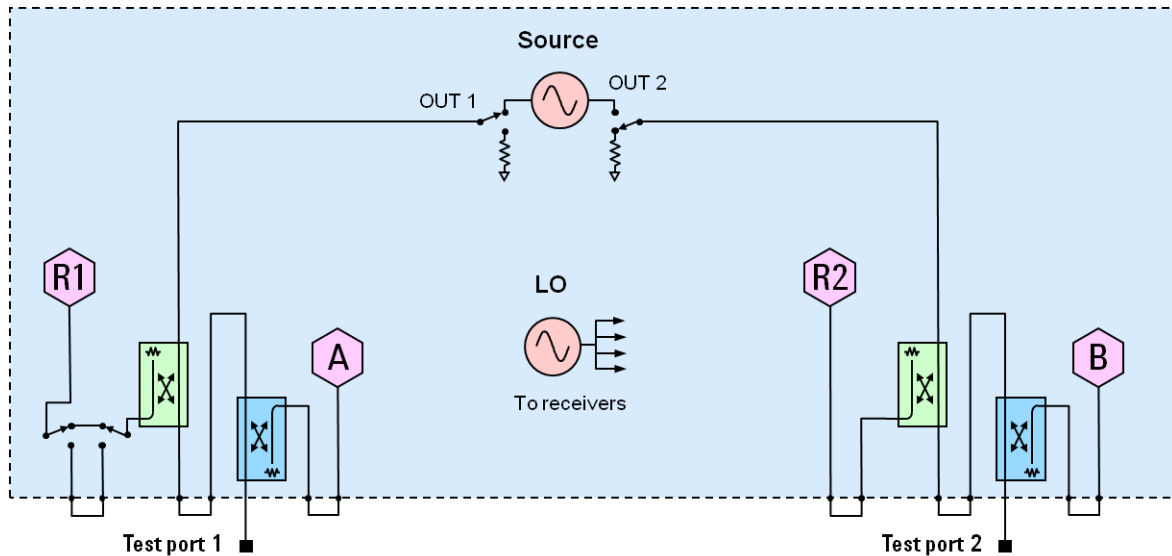 Source
OUT 1
OUT 2
R1
R2
LO
A
B
To receivers
Test port 1
Test port 2